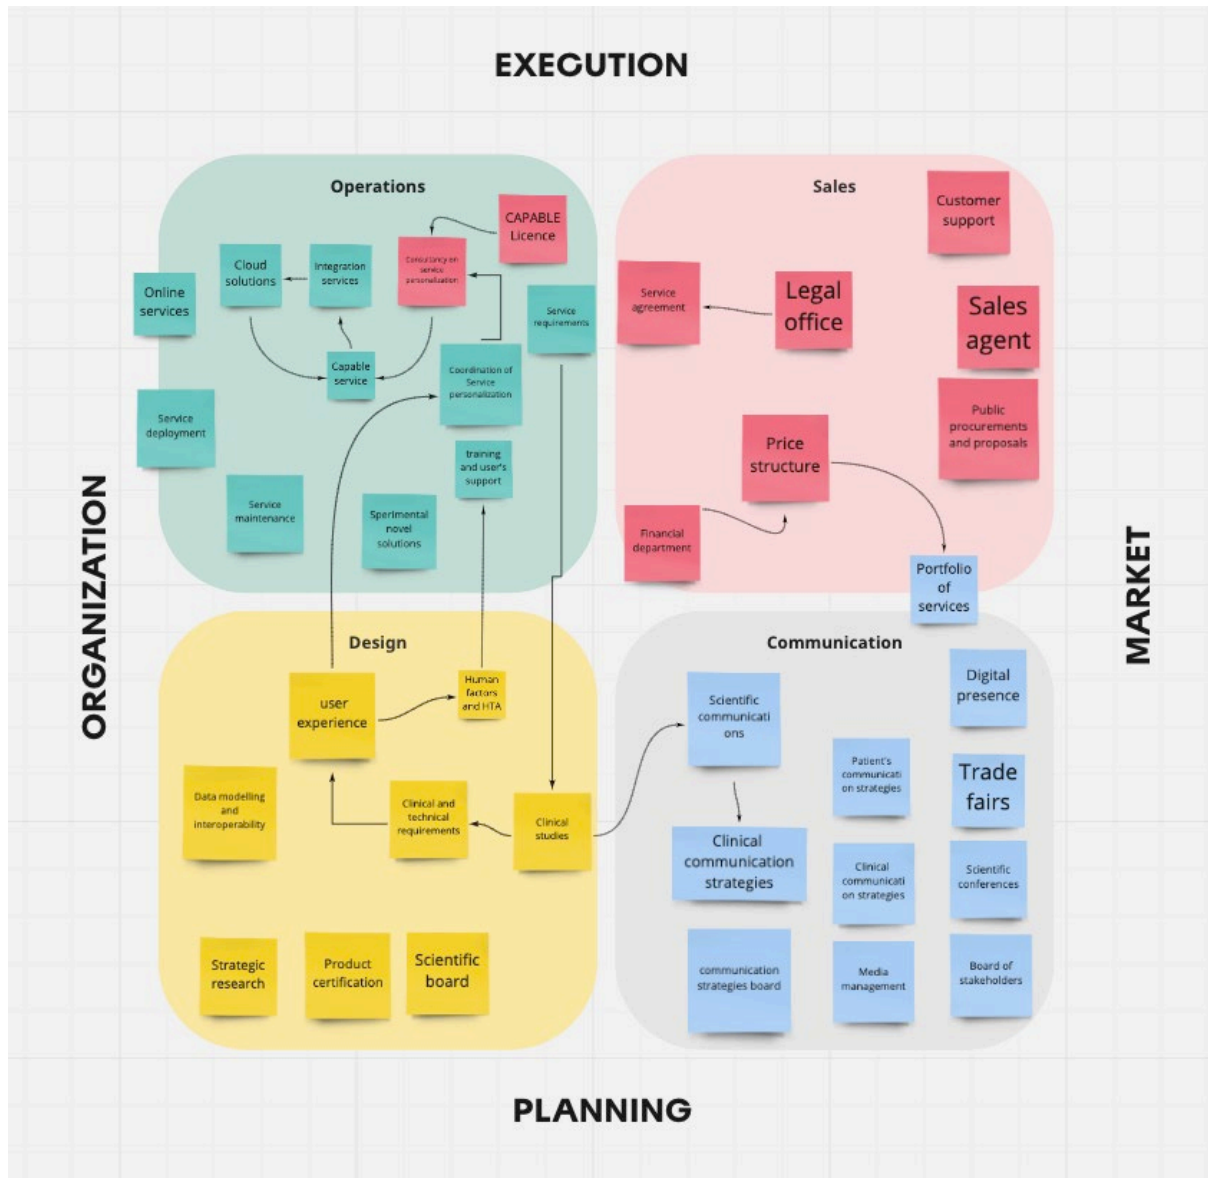 EXECUTION
Operations
CAPABLE
Licence
Cloud
solutions
Integration
services
Concultancy on
service
personalization
Online
services
Service
requirements
Capable
service
Coordination of
Service
personalization
Service
deployment
training
and user's
support
Service
maintenance
Sperimental
novel
solutions
Sales
Customer
support
Service
agreement
Legal
office
Sales
agent
Public
procurements
and proposals
Price
structure
Financial
department
Portfolio
of
services
ORGANIZATION
MARKET
Design
user
experience
Human
factors
and HTA
Data modelling
and
interoperability
Clinical and
technical
requirements
Clinical
studies
Strategic
research
Product
certification
Scientific
board
Communication
Scientific
communicati
ons
Digital
presence
Patient's
communicati
on strategies
Trade
fairs
Clinical
communication
strategies
Clinical
communicati
on strategies
Scientific
conferences
communication
strategies board
Media
management
Board of
stakeholders
PLANNING